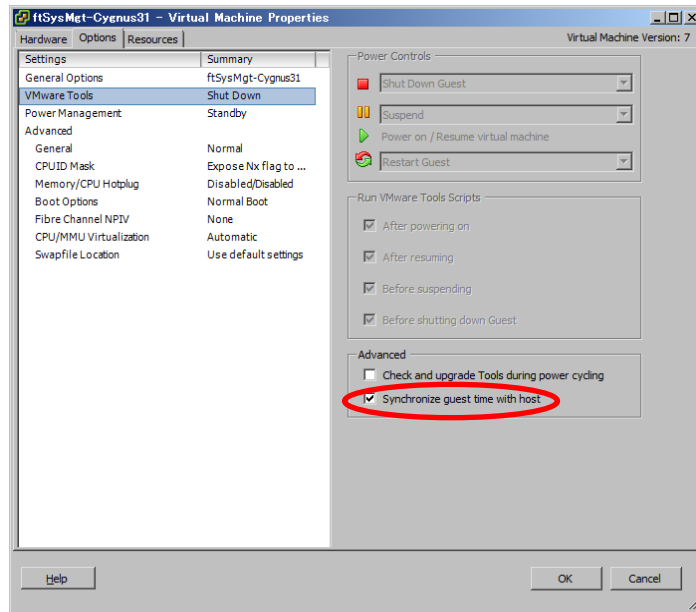 ftSysMgt-Cygnus31 - Virtual Machine Properties
Hardware Options Resources Virtual Machine Version: 7
Settings Summary
General Options ftSysMgt-Cygnus31
VMware Tools Shut Down
Power Management Standby
Advanced
General Normal
CPUID Mask Expose Nx flag to ...
Memory/CPU Hotplug Disabled/Disabled
Boot Options Normal Boot
Fibre Channel NPIV None
CPU/MMU Virtualization Automatic
Swapfile Location Use default settings
Power Controls
Shut Down Guest
Suspend
Power on / Resume virtual machine
Restart Guest
Run VMware Tools Scripts
After powering on
After resuming
Before suspending
Before shutting down Guest
Advanced
Check and upgrade Tools during power cycling
Synchronize guest time with host
Help OK Cancel